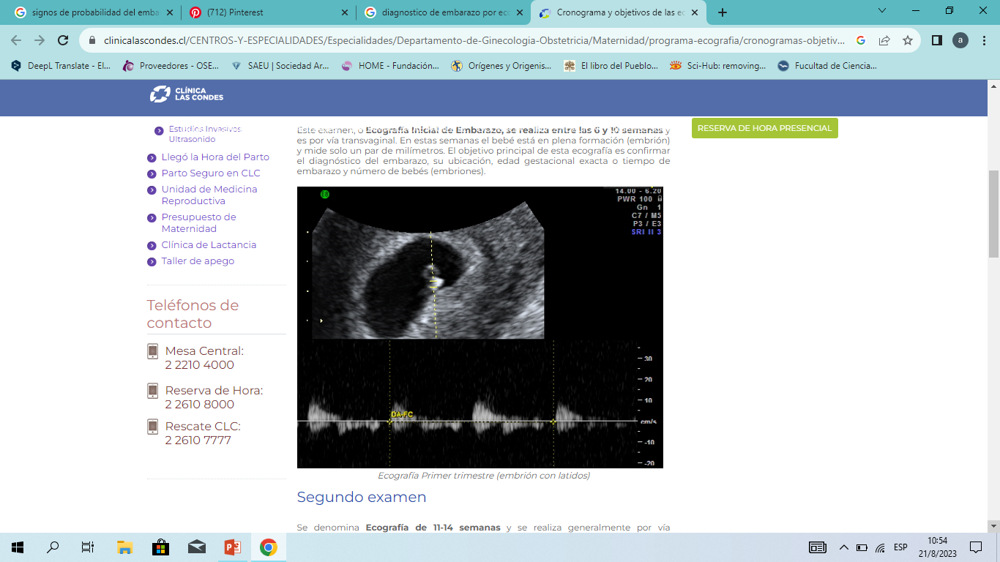 signos de probabilidad del emba
(712) Pinterest
diagnostico de embarazo por eco
Cronograma y objetivos de las ec
clinicalascondes.cl/CENTROS-Y-ESPECIALIDADES/Especialidades/Departamento-de-Ginecologia-Obstetricia/Maternidad/programa-ecografia/cronogramas-objetiv...
a
DeepL Translate - El...
Proveedores - OSE...
SAEU | Sociedad Ar...
HOME - Fundación...
Orígenes y Origenis...
El libro del Pueblo...
Sci-Hub: removing...
Fucultad de Ciencia...
CLÍNICA
LAS CONDES
Estudios Invasivos
Ultrasonido
Llegó la Hora del Parto
Parto Seguro en CLC
Unidad de Medicina
Reproductiva
Presupuesto de
Maternidad
Clínica de Lactancia
Taller de apego
Teléfonos de
contacto
Mesa Central:
2 2210 4000
Reserva de Hora:
2 2610 8000
Rescate CLC:
2 2610 7777
Este examen, o Ecografía Inicial de Embarazo, se realiza entre las 6 y 10 semanas y
es por vía transvaginal. En estas semanas el bebé está en plena formación (embrión)
y mide solo un par de milímetros. El objetivo principal de esta ecografía es confirmar
el diagnóstico del embarazo, su ubicación, edad gestacional exacta o tiempo de
embarazo y número de bebés (embriones).
14.00 - 6.20
PWR 100
Gn 1
C7 / M5
P3 / E3
SRI II 3
DA-FC
30
20
10
cm/s
-10
-20
Ecografía Primer trimestre (embrión con latidos)
Segundo examen
Se denomina Ecografía de 11-14 semanas y se realiza generalmente por vía
RESERVA DE HORA PRESENCIAL
ESP
10:54
21/8/2023